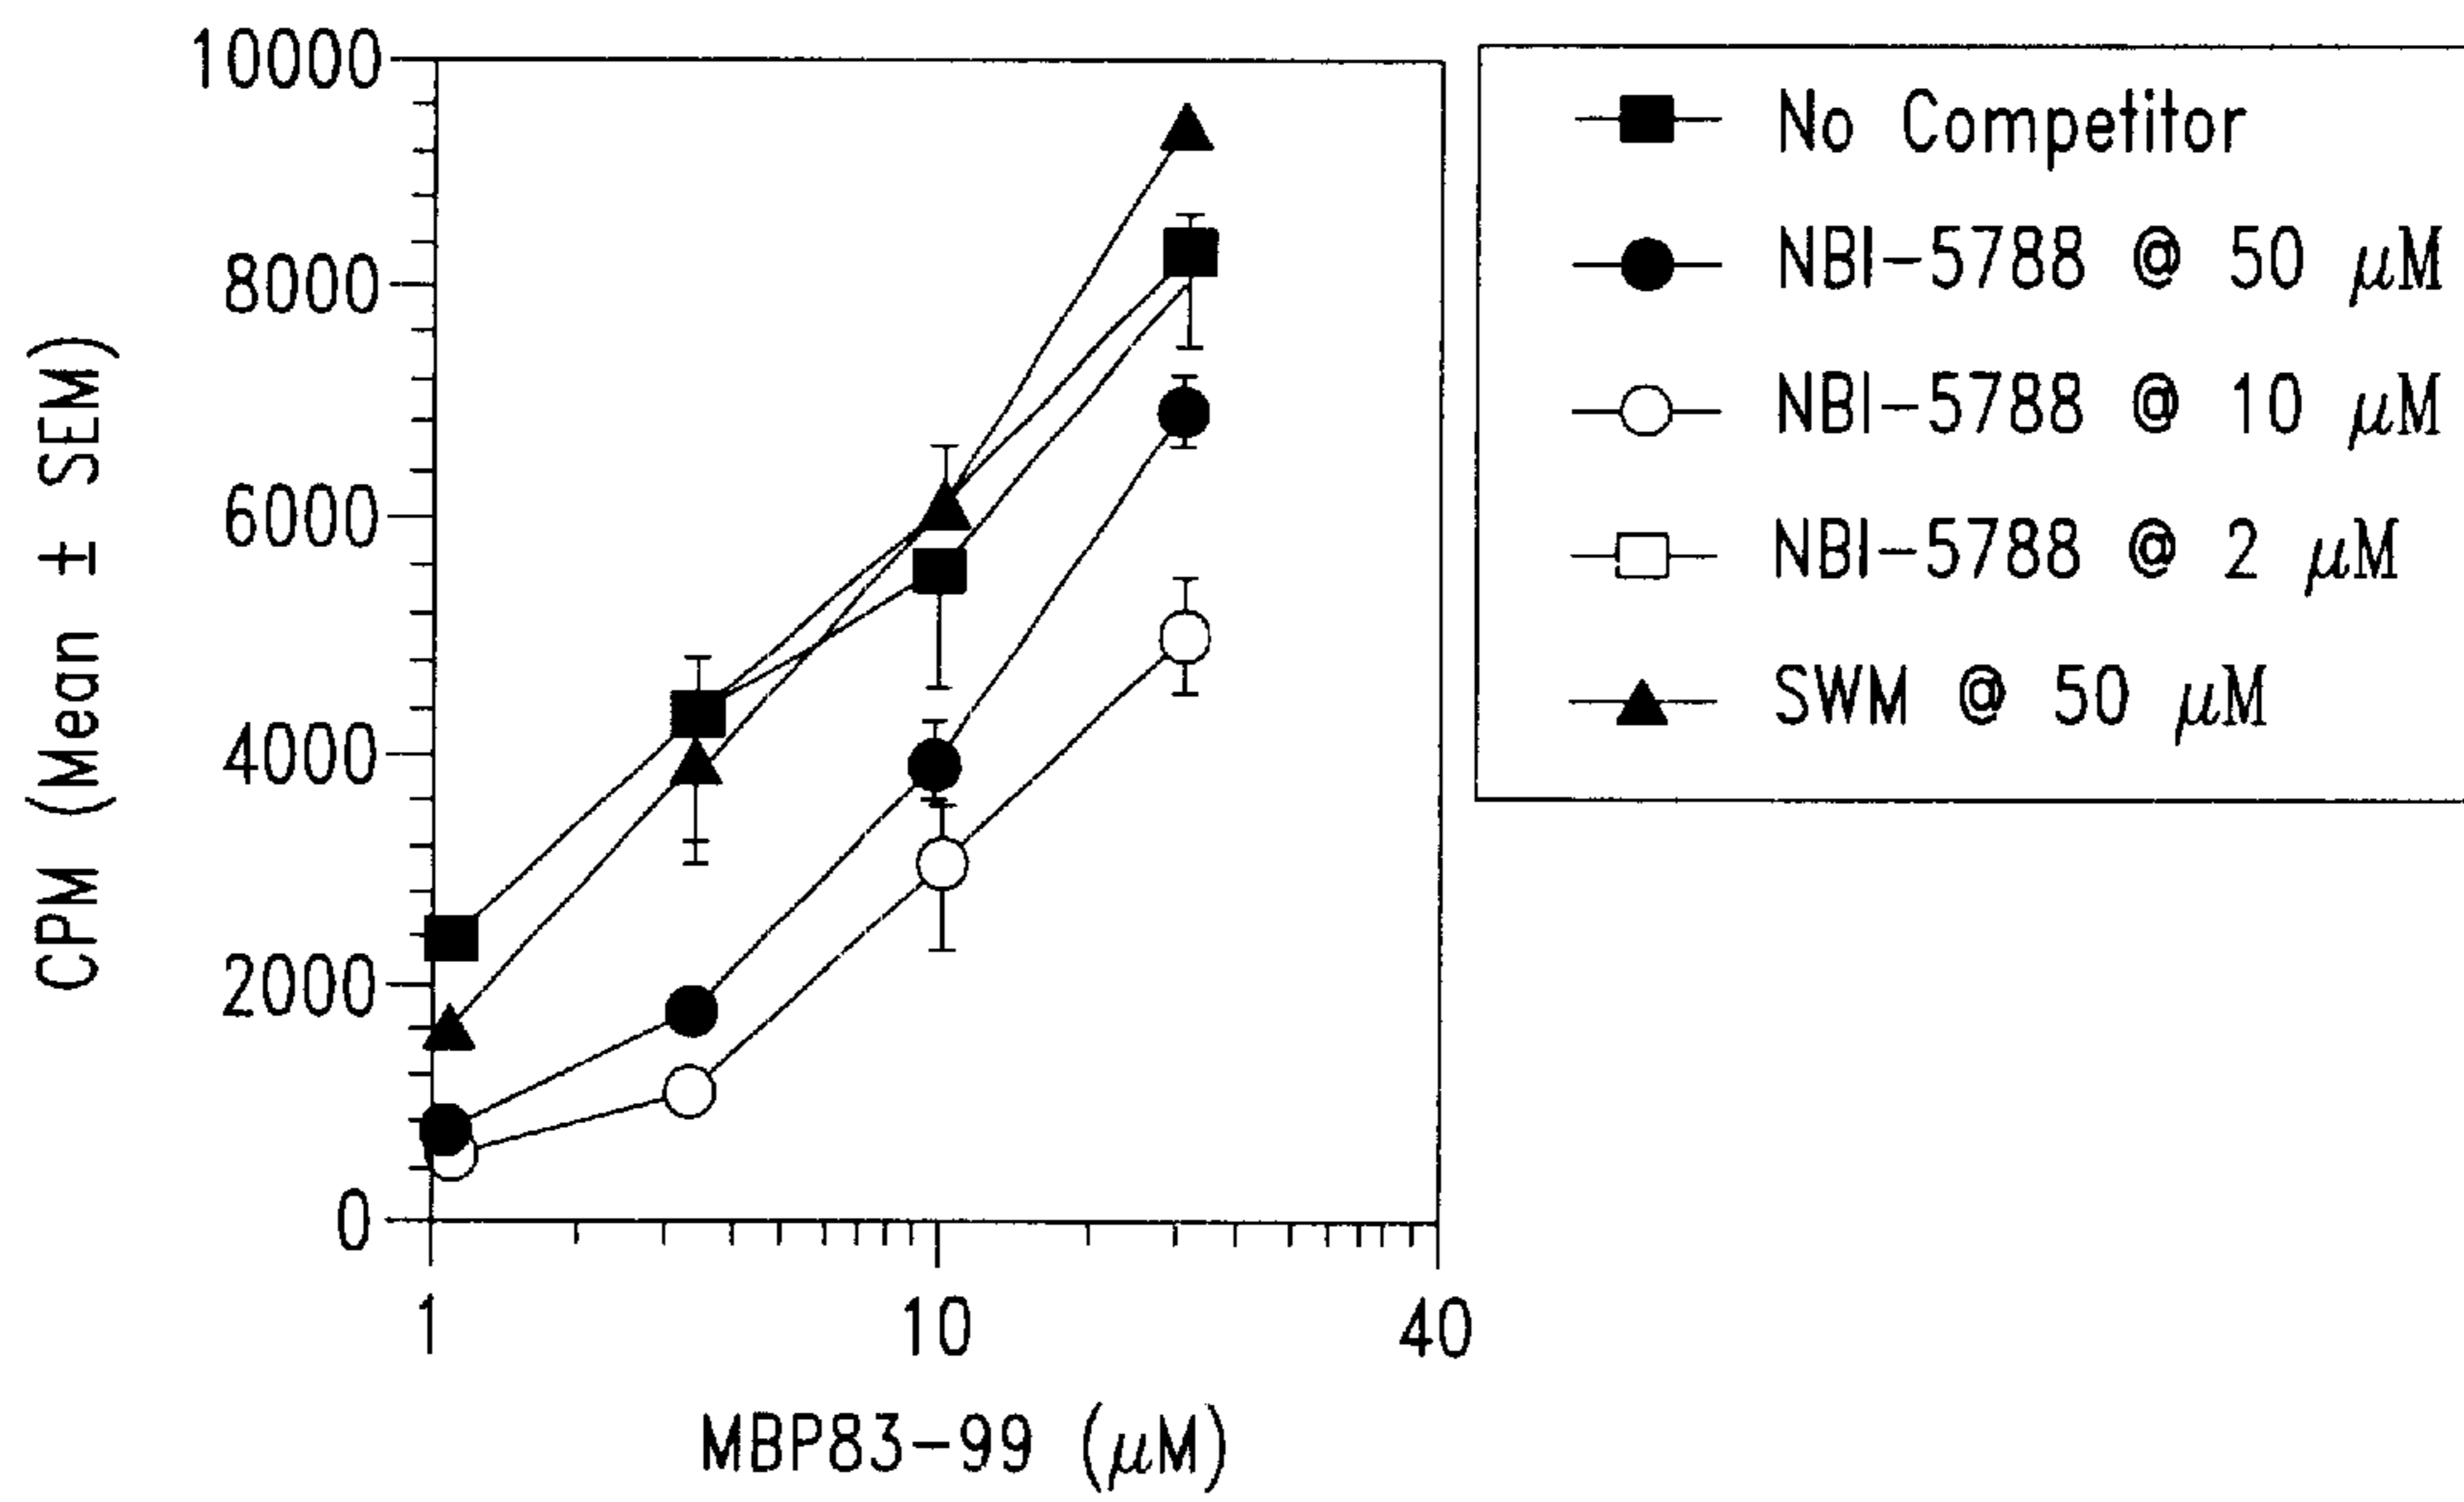 10000
8000
6000
4000
2000
0
CPM (Mean ± SEM)
1
10
40
MBP83-99 (μM)
No Competitor
NBI-5788 @ 50 μM
NBI-5788 @ 10 μM
NBI-5788 @ 2 μM
SWM @ 50 μM